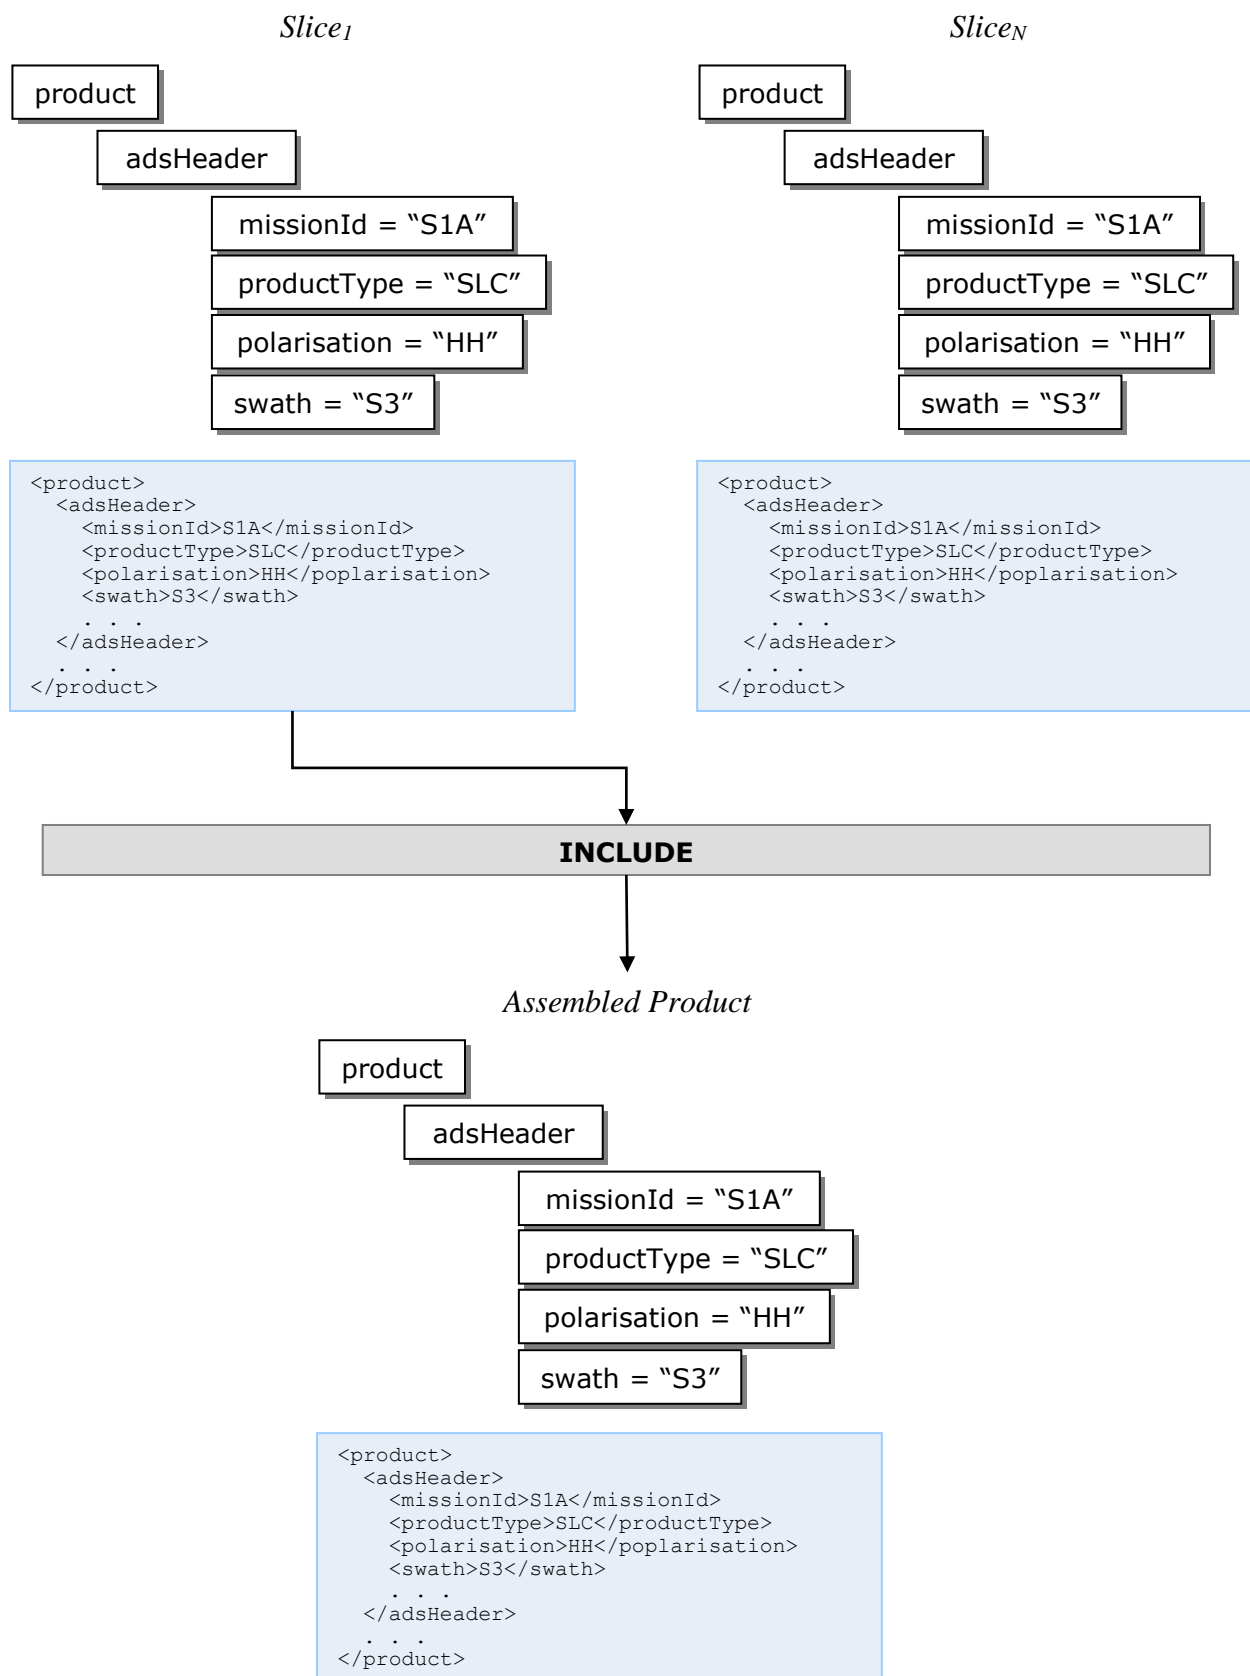 Slice1
product
adsHeader
missionId = “S1A”
productType = “SLC”
polarisation = “HH”
swath = “S3”
<product>
<adsHeader>
<missionId>S1A</missionId>
<productType>SLC</productType>
<polarisation>HH</poplarisation>
<swath>S3</swath>
. . .
</adsHeader>
. . .
</product>
SliceN
product
adsHeader
missionId = “S1A”
productType = “SLC”
polarisation = “HH”
swath = “S3”
<product>
<adsHeader>
<missionId>S1A</missionId>
<productType>SLC</productType>
<polarisation>HH</poplarisation>
<swath>S3</swath>
. . .
</adsHeader>
. . .
</product>
INCLUDE
Assembled Product
product
adsHeader
missionId = “S1A”
productType = “SLC”
polarisation = “HH”
swath = “S3”
<product>
<adsHeader>
<missionId>S1A</missionId>
<productType>SLC</productType>
<polarisation>HH</poplarisation>
<swath>S3</swath>
. . .
</adsHeader>
. . .
</product>